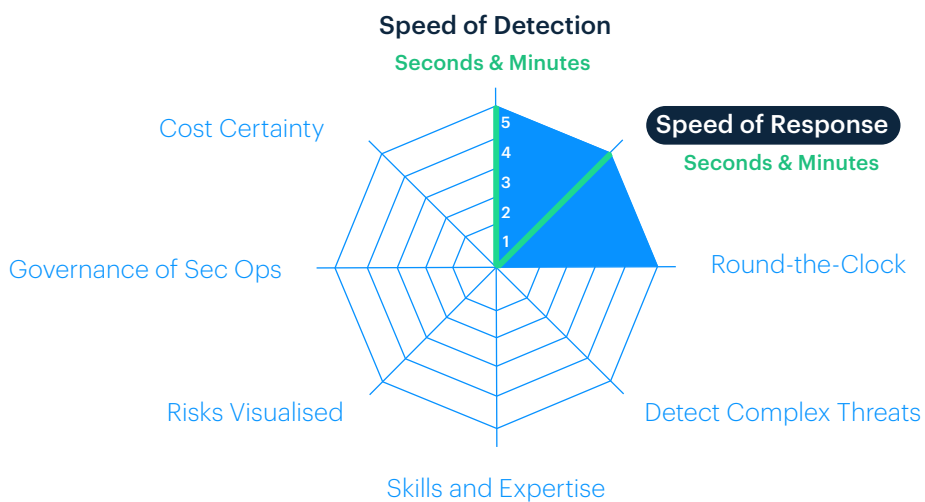 Speed of Detection
Seconds & Minutes
Cost Certainty
Speed of Response
Seconds & Minutes
5
4
3
2
1
Governance of Sec Ops
Round-the-Clock
Risks Visualised
Detect Complex Threats
Skills and Expertise